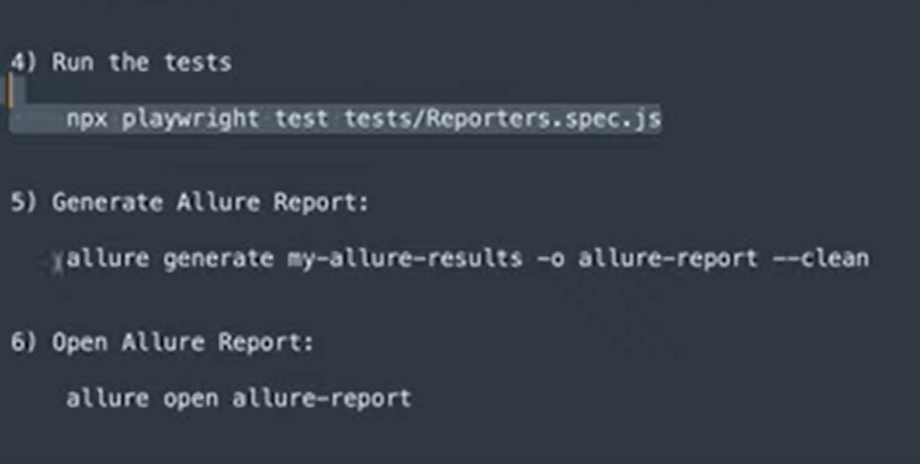 4) Run the tests
npx playwright test tests/Reporters.spec.js
5) Generate Allure Report:
allure generate my-allure-results -o allure-report --clean
6) Open Allure Report:
allure open allure-report